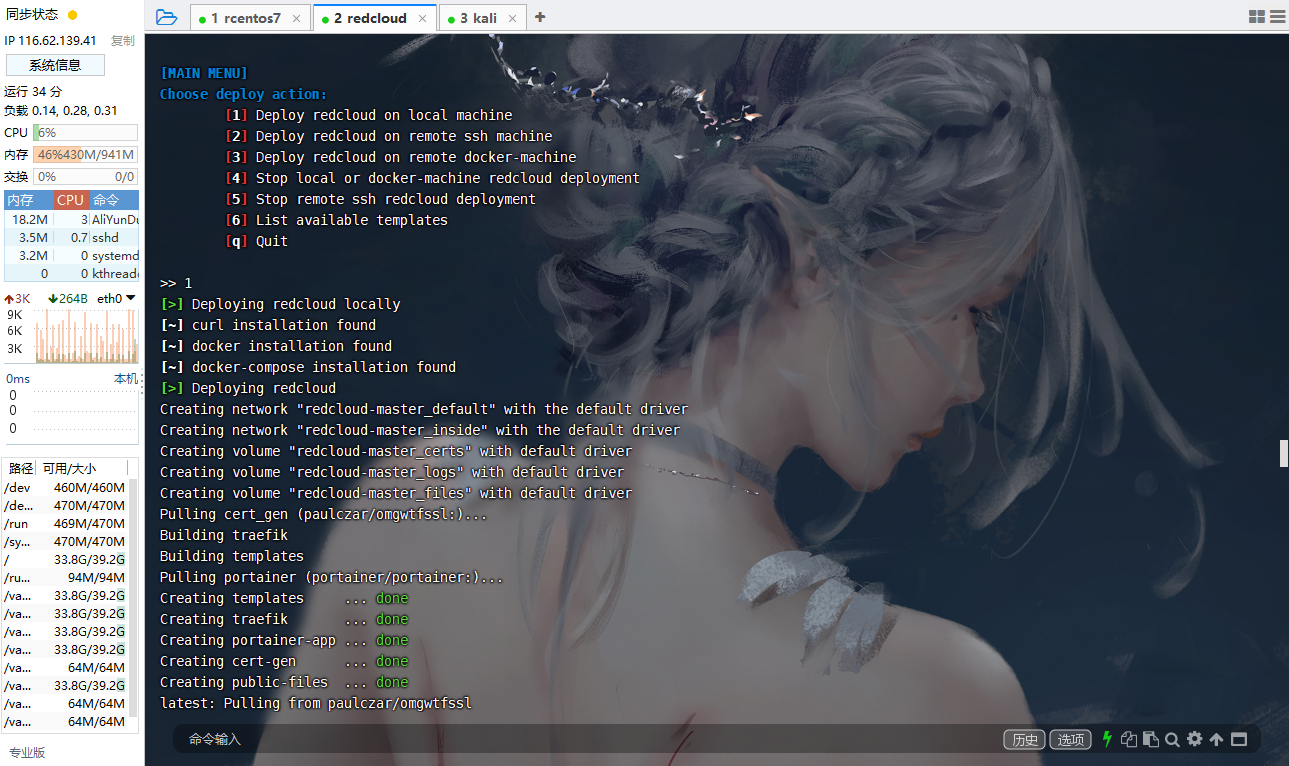 同步状态
IP 116.62.139.41 复制
系统信息
运行 34 分
负载 0.14, 0.28, 0.31
CPU 6%
内存 46% 430M/941M
交换 0% 0/0
内存 CPU 命令
18.2M 3 AliYunDu
3.5M 0.7 sshd
3.2M 0 systemd
0 0 kthreadd
3K 264B eth0
9K
6K
3K
0ms 本机
0
0
0
路径 可用/大小
/dev 460M/460M
/de... 470M/470M
/run 469M/470M
/sy... 470M/470M
/ 33.8G/39.2G
/ru... 94M/94M
/va... 33.8G/39.2G
/va... 33.8G/39.2G
/va... 33.8G/39.2G
/va... 33.8G/39.2G
/va... 64M/64M
/va... 33.8G/39.2G
/va... 64M/64M
/va... 64M/64M
专业版
1 rcentos7
2 redcloud
3 kali
[MAIN MENU]
Choose deploy action:
[1] Deploy redcloud on local machine
[2] Deploy redcloud on remote ssh machine
[3] Deploy redcloud on remote docker-machine
[4] Stop local or docker-machine redcloud deployment
[5] Stop remote ssh redcloud deployment
[6] List available templates
[q] Quit
>> 1
[>] Deploying redcloud locally
[~] curl installation found
[~] docker installation found
[~] docker-compose installation found
[>] Deploying redcloud
Creating network "redcloud-master_default" with the default driver
Creating network "redcloud-master_inside" with the default driver
Creating volume "redcloud-master_certs" with default driver
Creating volume "redcloud-master_logs" with default driver
Creating volume "redcloud-master_files" with default driver
Pulling cert_gen (paulczar/omgwtfssl:)...
Building traefik
Building templates
Pulling portainer (portainer/portainer:)...
Creating templates ... done
Creating traefik ... done
Creating portainer-app ... done
Creating cert-gen ... done
Creating public-files ... done
latest: Pulling from paulczar/omgwtfssl
命令输入
历史 选项